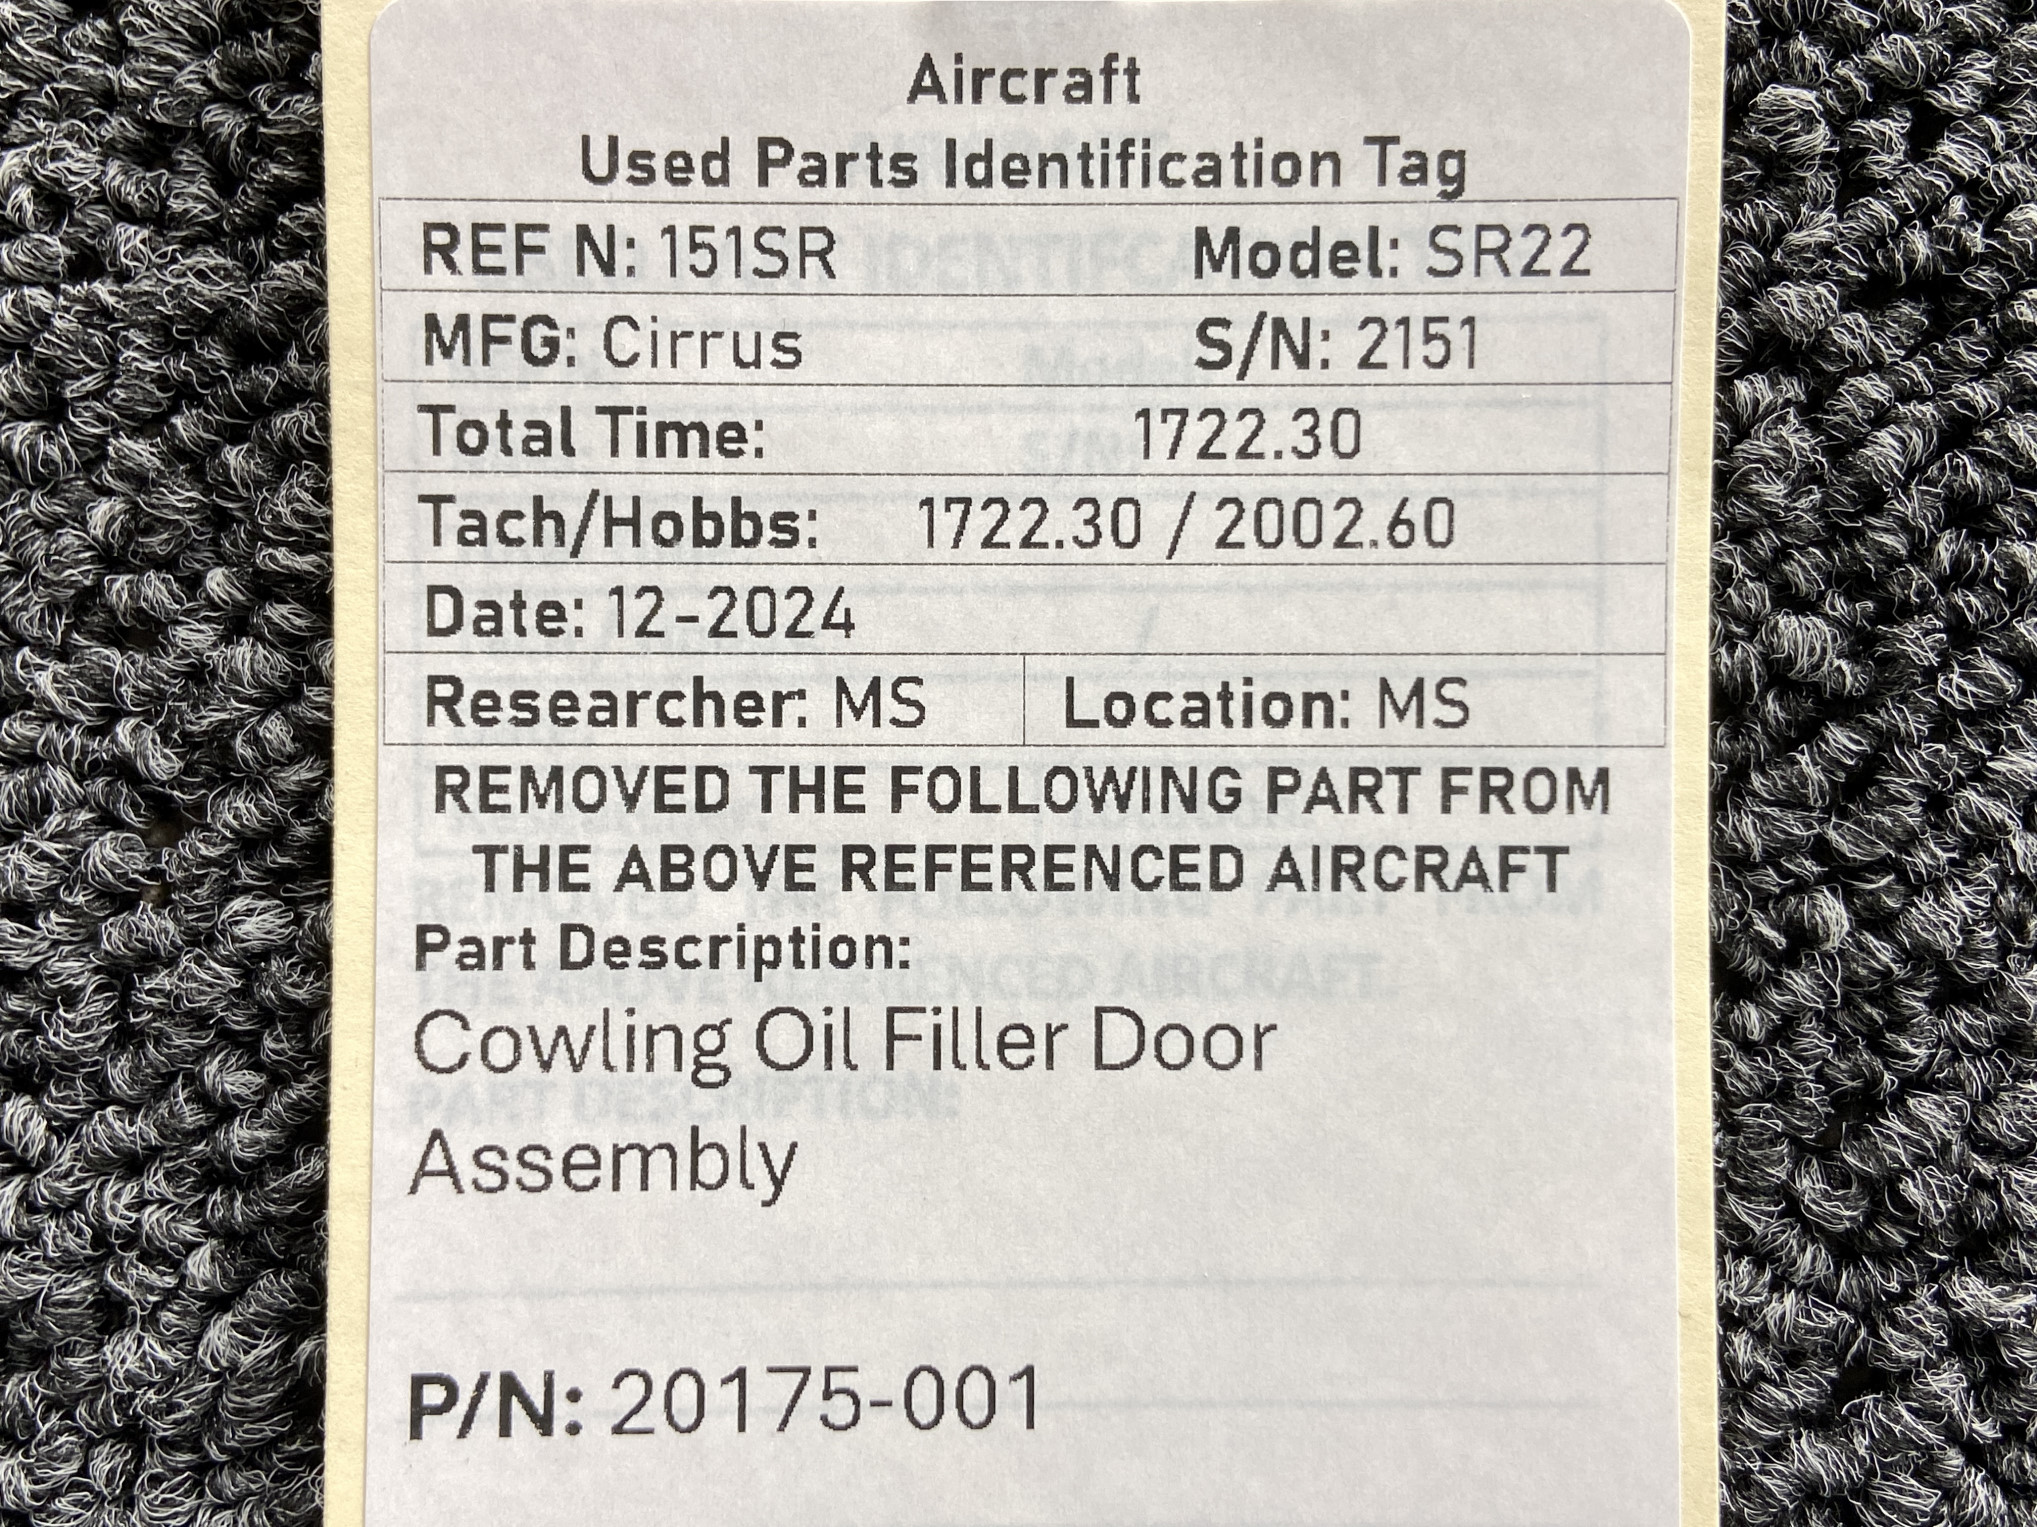 Aircraft
Used Parts Identification Tag
REF N: 151SR Model: SR22
MFG: Cirrus S/N: 2151
Total Time: 1722.30
Tach/Hobbs: 1722.30 / 2002.60
Date: 12-2024
Researcher: MS Location: MS
REMOVED THE FOLLOWING PART FROM
THE ABOVE REFERENCED AIRCRAFT
Part Description:
Cowling Oil Filler Door
Assembly
P/N: 20175-001